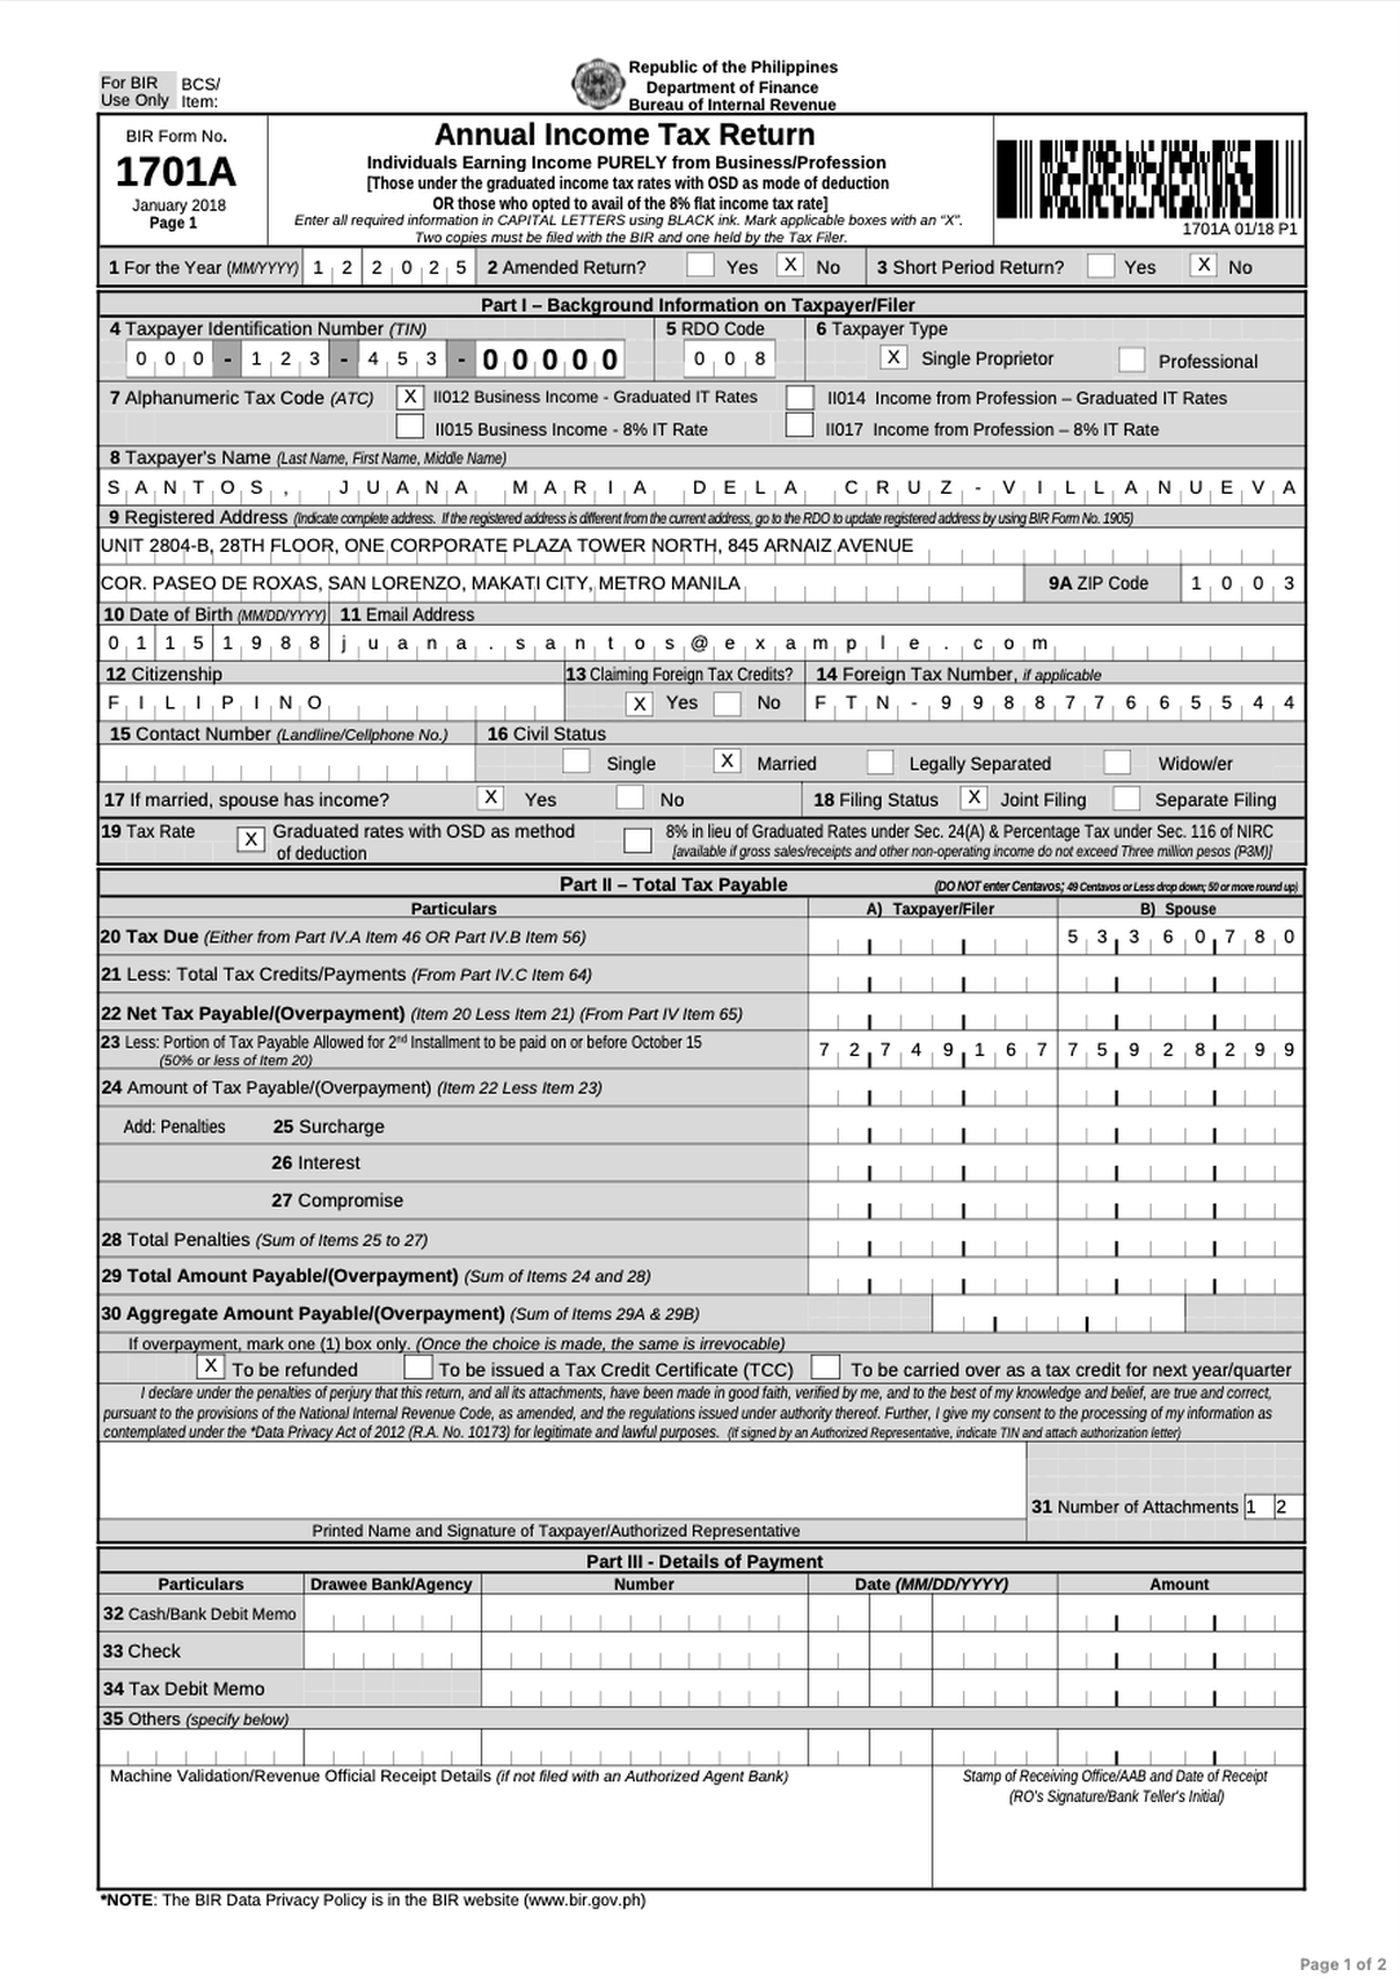 For BIR Use Only BCS/ Item:
Republic of the Philippines
Department of Finance
Bureau of Internal Revenue
BIR Form No.
1701A
January 2018
Page 1
Annual Income Tax Return
Individuals Earning Income PURELY from Business/Profession
[Those under the graduated income tax rates with OSD as mode of deduction
OR those who opted to avail of the 8% flat income tax rate]
Enter all required information in CAPITAL LETTERS using BLACK ink. Mark applicable boxes with an “X”.
Two copies must be filed with the BIR and one held by the Tax Filer.
1701A 01/18 P1
1 For the Year (MM/YYYY) 1 2 2 0 2 5 2 Amended Return? Yes X No 3 Short Period Return? Yes X No
Part I – Background Information on Taxpayer/Filer
4 Taxpayer Identification Number (TIN) 5 RDO Code 6 Taxpayer Type
0 0 0 - 1 2 3 - 4 5 3 - 0 0 0 0 0 0 0 8 X Single Proprietor Professional
7 Alphanumeric Tax Code (ATC) X II012 Business Income - Graduated IT Rates II014 Income from Profession – Graduated IT Rates
II015 Business Income - 8% IT Rate II017 Income from Profession – 8% IT Rate
8 Taxpayer's Name (Last Name, First Name, Middle Name)
SANTOS, JUANA MARIA DELA CRUZ-VILLANUEVA
9 Registered Address (Indicate complete address. If the registered address is different from the current address, go to the RDO to update registered address by using BIR Form No. 1905)
UNIT 2804-B, 28TH FLOOR, ONE CORPORATE PLAZA TOWER NORTH, 845 ARNAIZ AVENUE
COR. PASEO DE ROXAS, SAN LORENZO, MAKATI CITY, METRO MANILA 9A ZIP Code 1 0 0 3
10 Date of Birth (MM/DD/YYYY) 11 Email Address
0 1 1 5 1 9 8 8 juana.santos@example.com
12 Citizenship 13 Claiming Foreign Tax Credits? 14 Foreign Tax Number, if applicable
FILIPINO X Yes No FTN-998877665544
15 Contact Number (Landline/Cellphone No.) 16 Civil Status
Single X Married Legally Separated Widow/er
17 If married, spouse has income? X Yes No 18 Filing Status X Joint Filing Separate Filing
19 Tax Rate X Graduated rates with OSD as method 8% in lieu of Graduated Rates under Sec. 24(A) & Percentage Tax under Sec. 116 of NIRC
of deduction [available if gross sales/receipts and other non-operating income do not exceed Three million pesos (P3M)]
Part II – Total Tax Payable (DO NOT enter Centavos; 49 Centavos or Less drop down; 50 or more round up)
Particulars A) Taxpayer/Filer B) Spouse
20 Tax Due (Either from Part IV.A Item 46 OR Part IV.B Item 56) 5 3 3 6 0 7 8 0
21 Less: Total Tax Credits/Payments (From Part IV.C Item 64)
22 Net Tax Payable/(Overpayment) (Item 20 Less Item 21) (From Part IV Item 65)
23 Less: Portion of Tax Payable Allowed for 2nd Installment to be paid on or before October 15 7 2 7 4 9 1 6 7 7 5 9 2 8 2 9 9
(50% or less of Item 20)
24 Amount of Tax Payable/(Overpayment) (Item 22 Less Item 23)
Add: Penalties 25 Surcharge
26 Interest
27 Compromise
28 Total Penalties (Sum of Items 25 to 27)
29 Total Amount Payable/(Overpayment) (Sum of Items 24 and 28)
30 Aggregate Amount Payable/(Overpayment) (Sum of Items 29A & 29B)
If overpayment, mark one (1) box only. (Once the choice is made, the same is irrevocable)
X To be refunded To be issued a Tax Credit Certificate (TCC) To be carried over as a tax credit for next year/quarter
I declare under the penalties of perjury that this return, and all its attachments, have been made in good faith, verified by me, and to the best of my knowledge and belief, are true and correct,
pursuant to the provisions of the National Internal Revenue Code, as amended, and the regulations issued under authority thereof. Further, I give my consent to the processing of my information as
contemplated under the *Data Privacy Act of 2012 (R.A. No. 10173) for legitimate and lawful purposes. (If signed by an Authorized Representative, indicate TIN and attach authorization letter)
31 Number of Attachments 1 2
Printed Name and Signature of Taxpayer/Authorized Representative
Part III - Details of Payment
Particulars Drawee Bank/Agency Number Date (MM/DD/YYYY) Amount
32 Cash/Bank Debit Memo
33 Check
34 Tax Debit Memo
35 Others (specify below)
Machine Validation/Revenue Official Receipt Details (if not filed with an Authorized Agent Bank) Stamp of Receiving Office/AAB and Date of Receipt
(RO's Signature/Bank Teller's Initial)
*NOTE: The BIR Data Privacy Policy is in the BIR website (www.bir.gov.ph)
Page 1 of 2